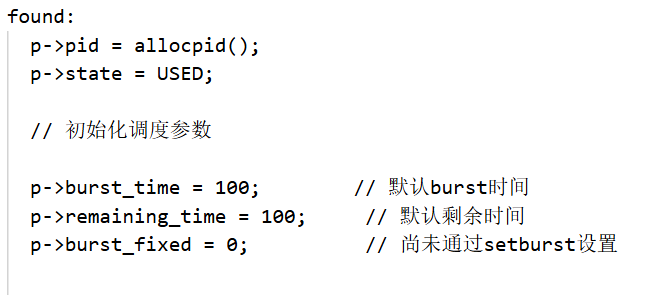 found:
p->pid = allocpid();
p->state = USED;
// 初始化调度参数
p->burst_time = 100; // 默认burst时间
p->remaining_time = 100; // 默认剩余时间
p->burst_fixed = 0; // 尚未通过setburst设置